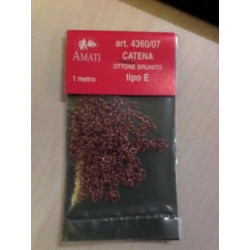 art. 4360/07
AMATI
CATENA
OTTONE BRUNITO
1 metro
tipo E